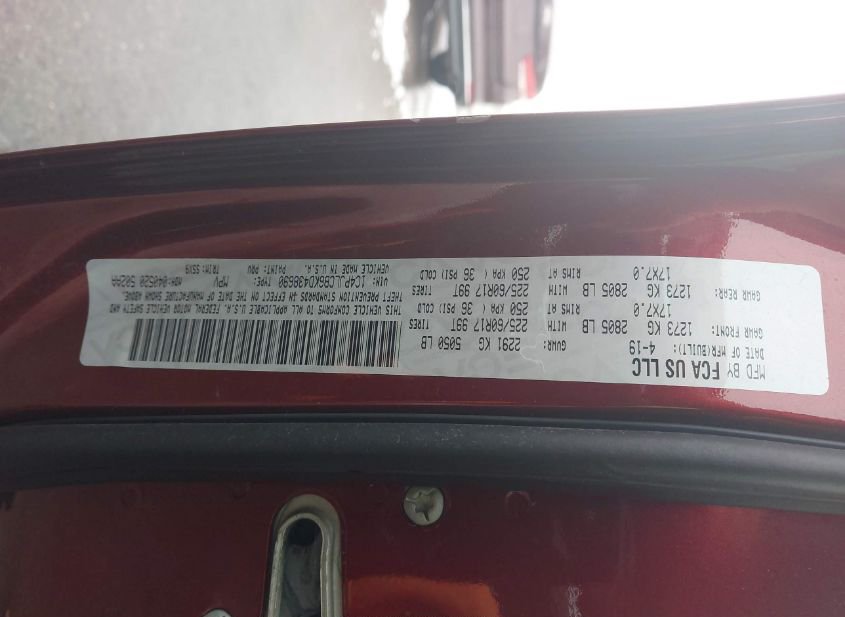 MFD BY FCA US LLC
DATE OF MFR(BUILT): 4-19 GVWR: 2291 KG 5050 LB
GAWR FRONT: 1273 KG 2805 LB WITH 225/60R17 99T TIRES
17X7.0 RIMS AT 250 KPA ( 36 PSI) COLD
GAWR REAR: 1273 KG 2805 LB WITH 225/60R17 99T TIRES
17X7.0 RIMS AT 250 KPA ( 36 PSI) COLD
THIS VEHICLE CONFORMS TO ALL APPLICABLE U.S.A. FEDERAL MOTOR VEHICLE SAFETY AND
THEFT PREVENTION STANDARDS IN EFFECT ON THE DATE OF MANUFACTURE SHOWN ABOVE
VIN: 1C4PJLCB6KD438690 TYPE: MPV MDH: 040520 502AA
VEHICLE MADE IN U.S.A. PAINT: PRV TRIM: